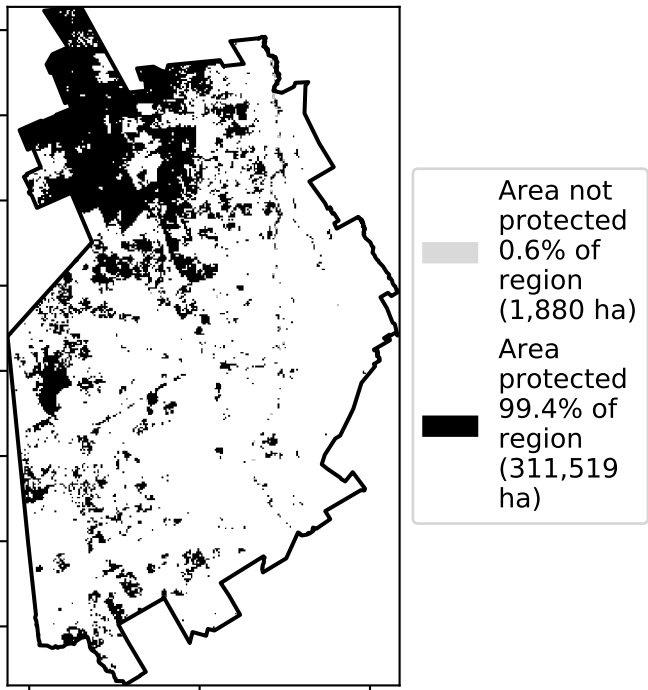 Area not
protected
0.6% of
region
(1,880 ha)
Area
protected
99.4% of
region
(311,519
ha)